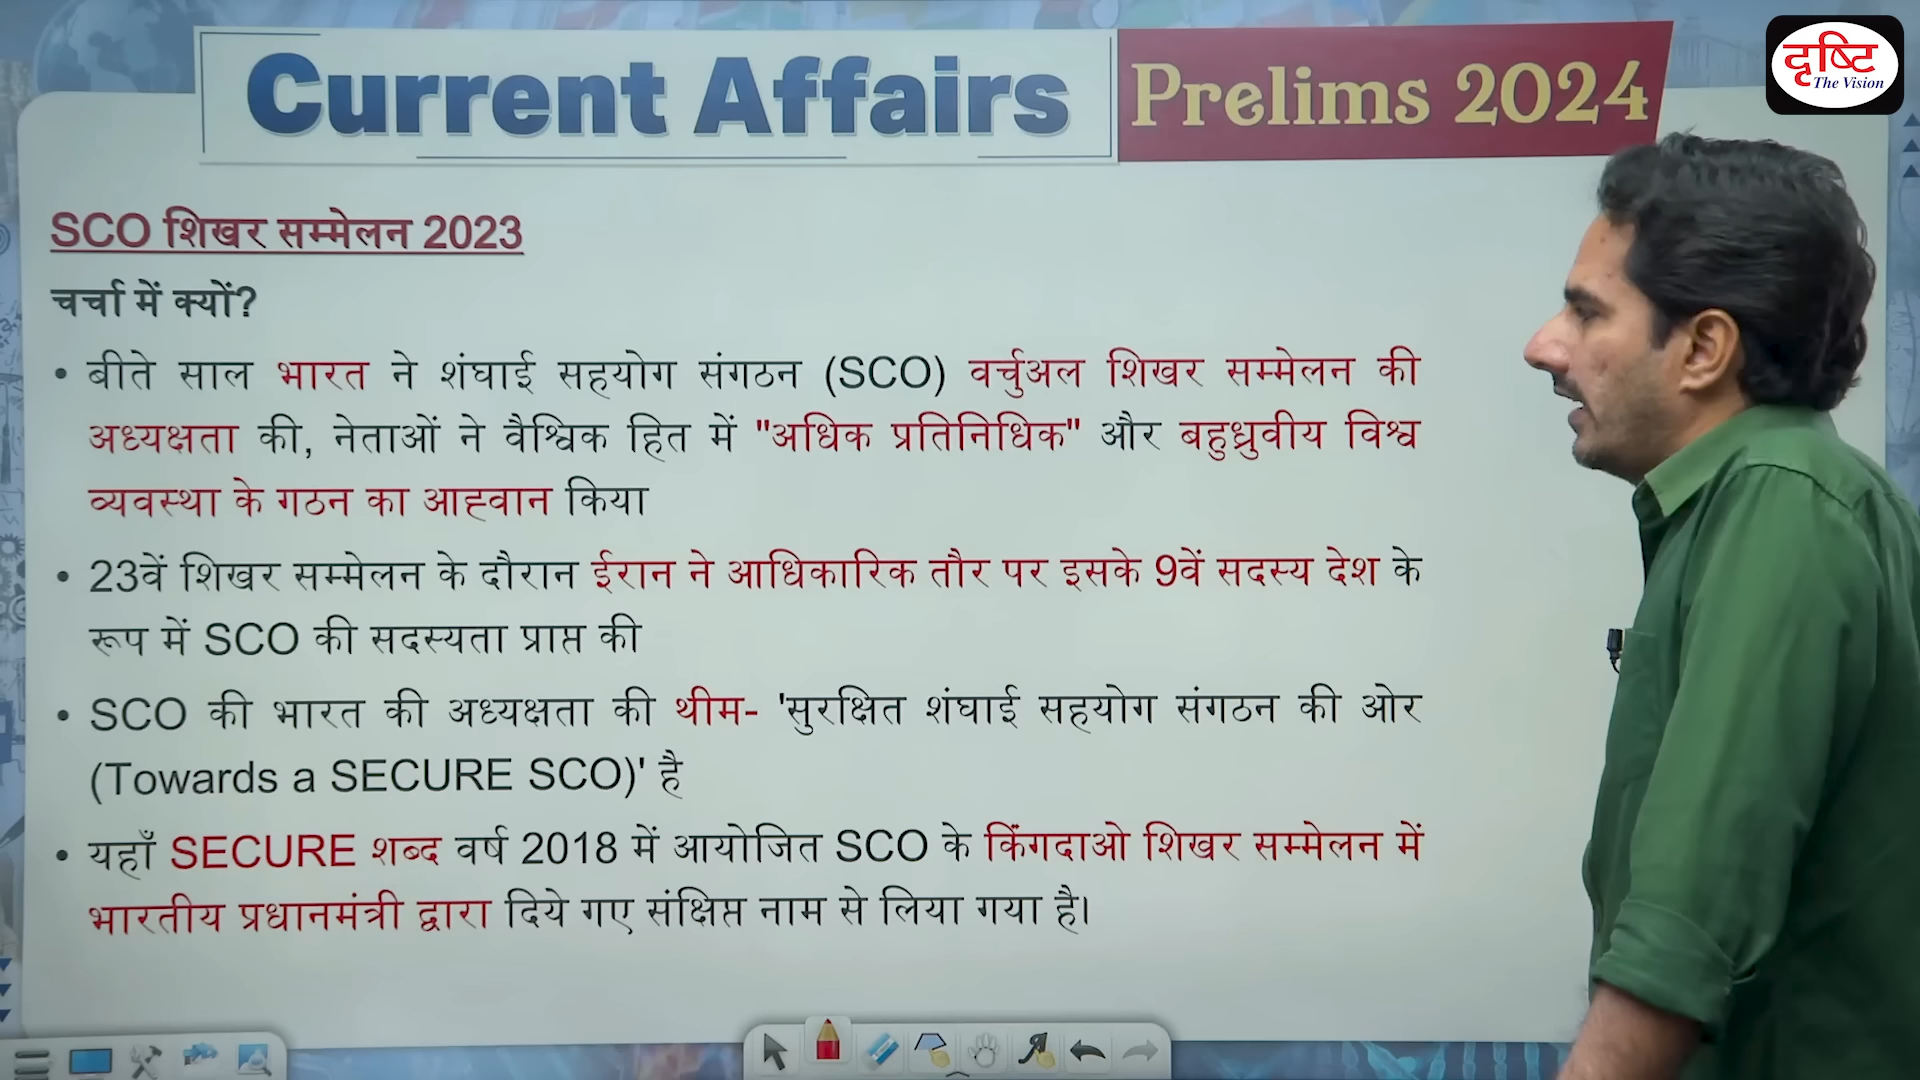 Current Affairs Prelims 2024
दृष्टि
The Vision
SCO शिखर सम्मेलन 2023
चर्चा में क्यों?
• बीते साल भारत ने शंघाई सहयोग संगठन (SCO) वर्चुअल शिखर सम्मेलन की
अध्यक्षता की, नेताओं ने वैश्विक हित में "अधिक प्रतिनिधिक" और बहुध्रुवीय विश्व
व्यवस्था के गठन का आह्वान किया
• 23वें शिखर सम्मेलन के दौरान ईरान ने आधिकारिक तौर पर इसके 9वें सदस्य देश के
रूप में SCO की सदस्यता प्राप्त की
• SCO की भारत की अध्यक्षता की थीम- 'सुरक्षित शंघाई सहयोग संगठन की ओर
(Towards a SECURE SCO)' है
• यहाँ SECURE शब्द वर्ष 2018 में आयोजित SCO के किंगदाओ शिखर सम्मेलन में
भारतीय प्रधानमंत्री द्वारा दिये गए संक्षिप्त नाम से लिया गया है।